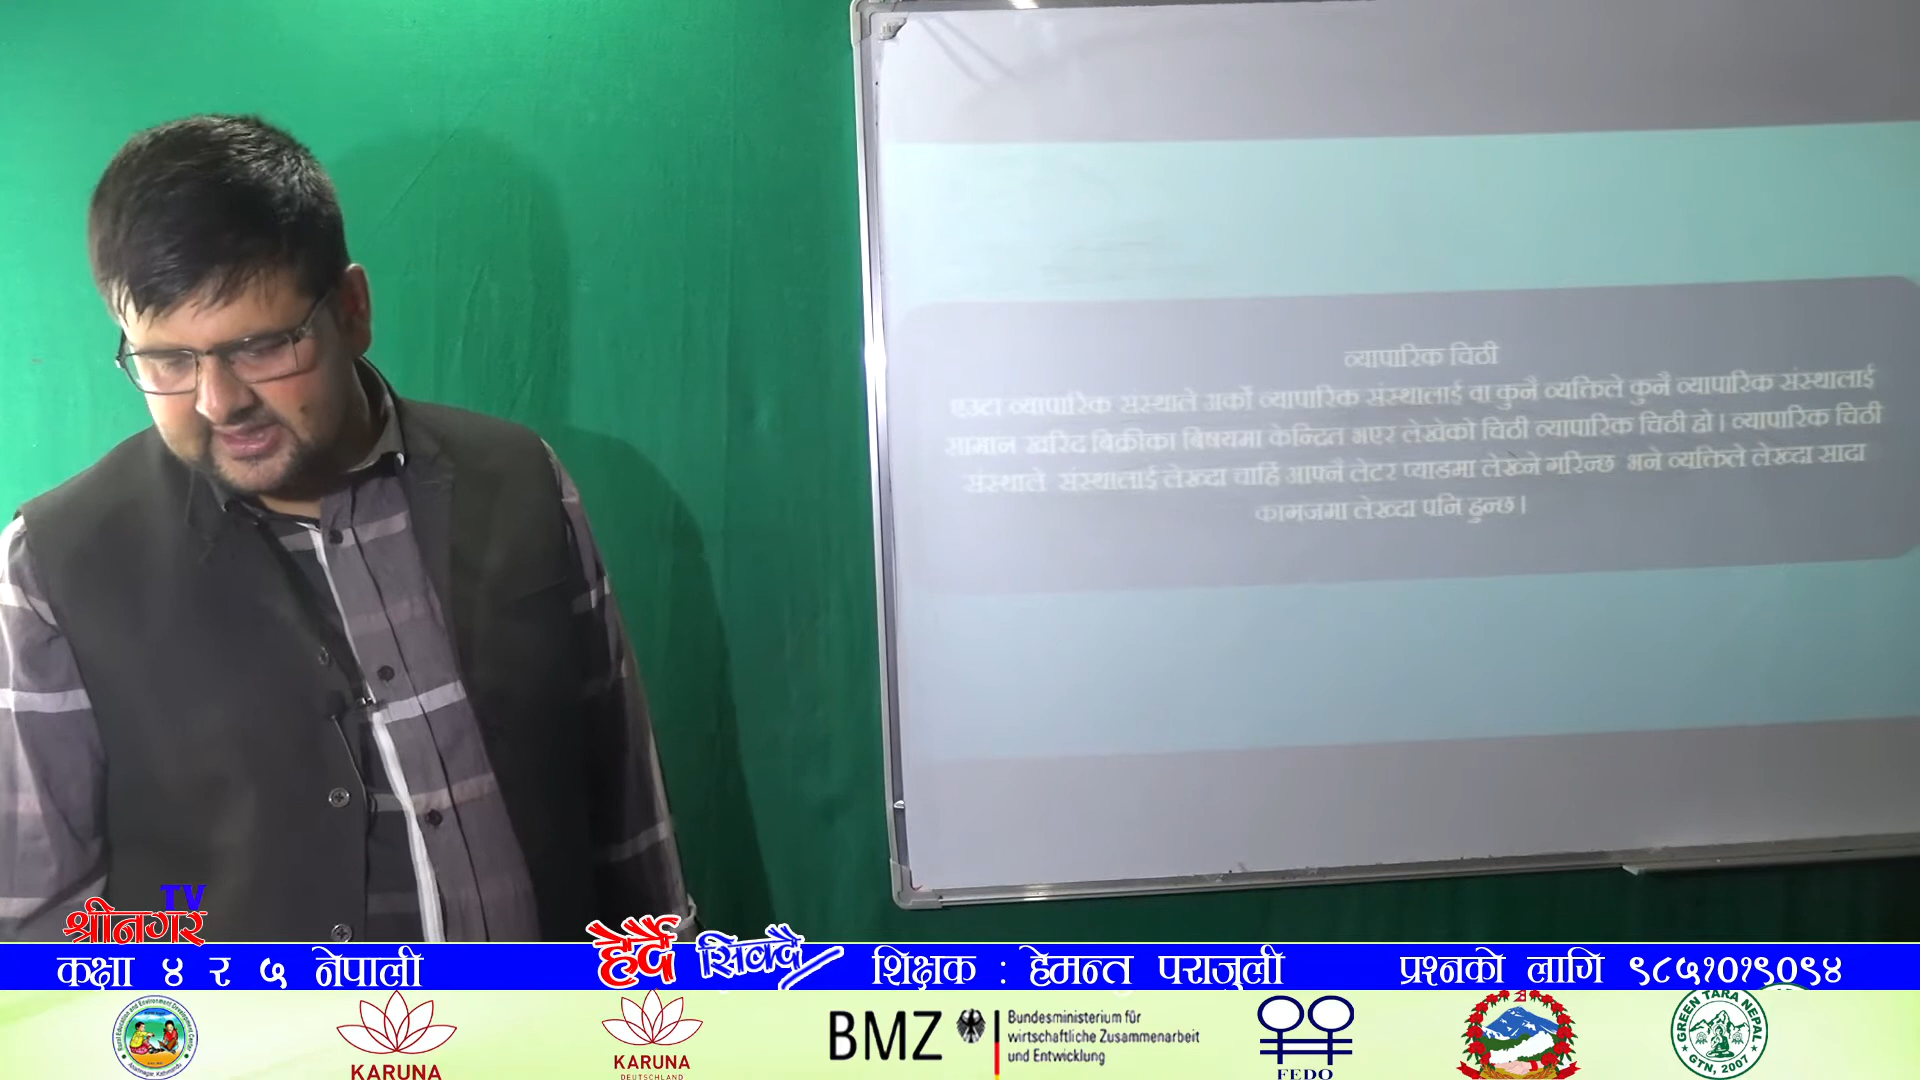 व्यापारिक चिठी
एउटा व्यापारिक संस्थाले अर्को व्यापारिक संस्थालाई वा कुनै व्यक्तिले कुनै व्यापारिक संस्थालाई
सामान खरिद बिक्रीका बिषयमा केन्द्रित भएर लेखेको चिठी व्यापारिक चिठी हो । व्यापारिक चिठी
संस्थाले संस्थालाई लेख्दा चाहिँ आफ्नै लेटर प्याडमा लेख्ने गरिन्छ भने व्यक्तिले लेख्दा सादा
कागजमा लेख्दा पनि हुन्छ ।
TV
श्रीनगर
कक्षा ४ र ५ नेपाली
हेर्दै सिक्दै
शिक्षक : हेमन्त पराजुली
प्रश्नको लागि ९८५१०१९०९४
KARUNA
KARUNA
DEUTSCHLAND
BMZ
Bundesministerium für
wirtschaftliche Zusammenarbeit
und Entwicklung
FEDO
GREEN TARA NEPAL
GTN, 2007